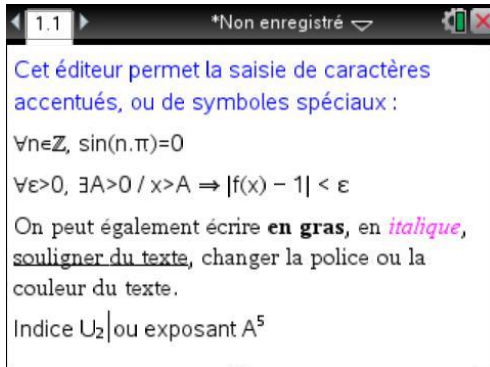 1.1 *Non enregistré
Cet éditeur permet la saisie de caractères
accentués, ou de symboles spéciaux :
∀n∈ℤ, sin(n.π)=0
∀ε>0, ∃A>0 / x>A ⇒ |f(x) − 1| < ε
On peut également écrire en gras, en italique,
souligner du texte, changer la police ou la
couleur du texte.
Indice U₂ ou exposant A⁵